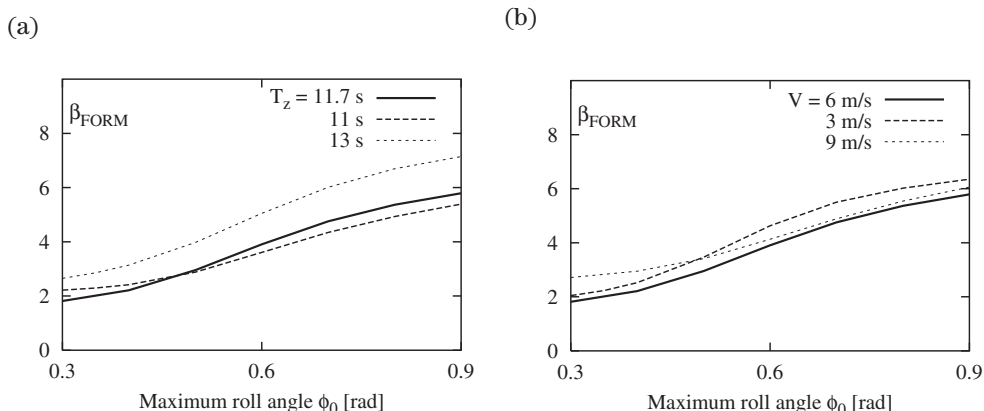 (a)
β_FORM
T_z = 11.7 s
11 s
13 s
8
6
4
2
0
0.3 0.6 0.9
Maximum roll angle ϕ_0 [rad]
(b)
β_FORM
V = 6 m/s
3 m/s
9 m/s
8
6
4
2
0
0.3 0.6 0.9
Maximum roll angle ϕ_0 [rad]